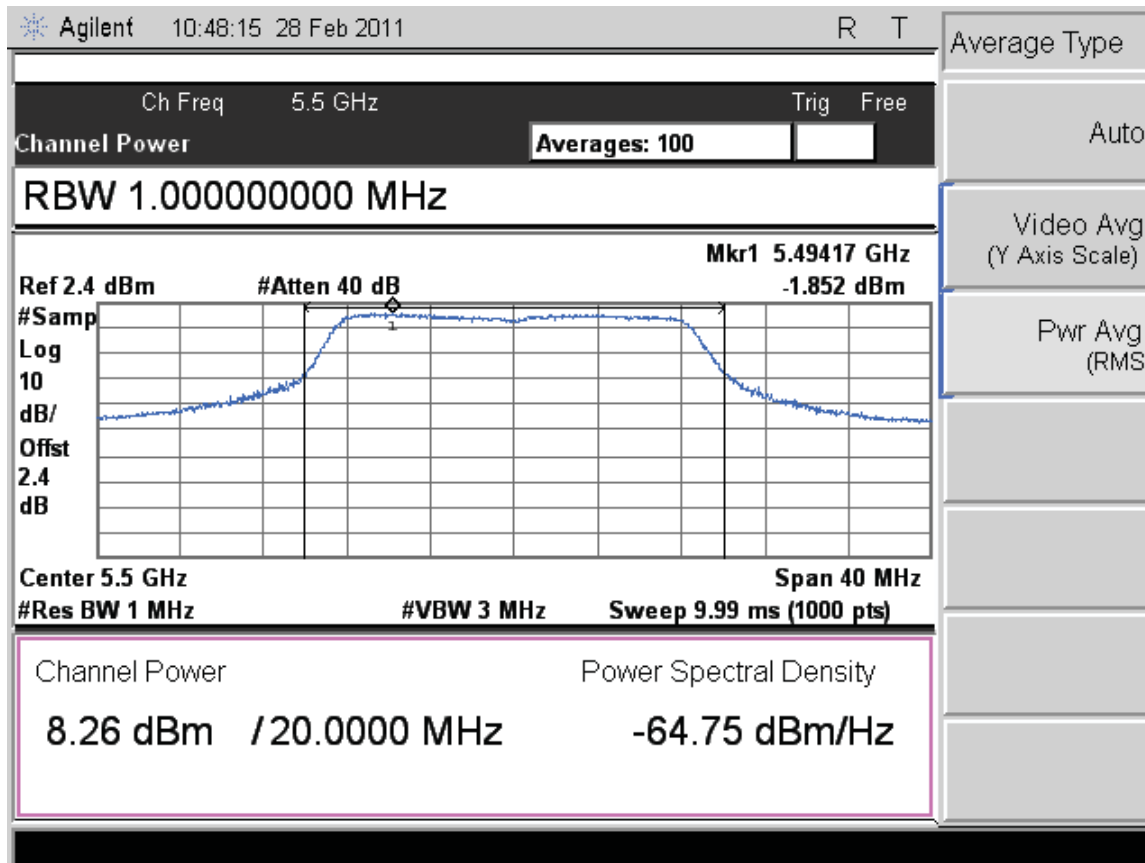 Agilent 10:48:15 28 Feb 2011 R T
Average Type
Ch Freq 5.5 GHz Trig Free
Channel Power Averages: 100
Auto
RBW 1.000000000 MHz
Video Avg
(Y Axis Scale)
Mkr1 5.49417 GHz
Ref 2.4 dBm #Atten 40 dB -1.852 dBm
#Samp
Log
10
dB/
Offst
2.4
dB
1
Pwr Avg
(RMS
Center 5.5 GHz Span 40 MHz
#Res BW 1 MHz #VBW 3 MHz Sweep 9.99 ms (1000 pts)
Channel Power Power Spectral Density
8.26 dBm / 20.0000 MHz -64.75 dBm/Hz